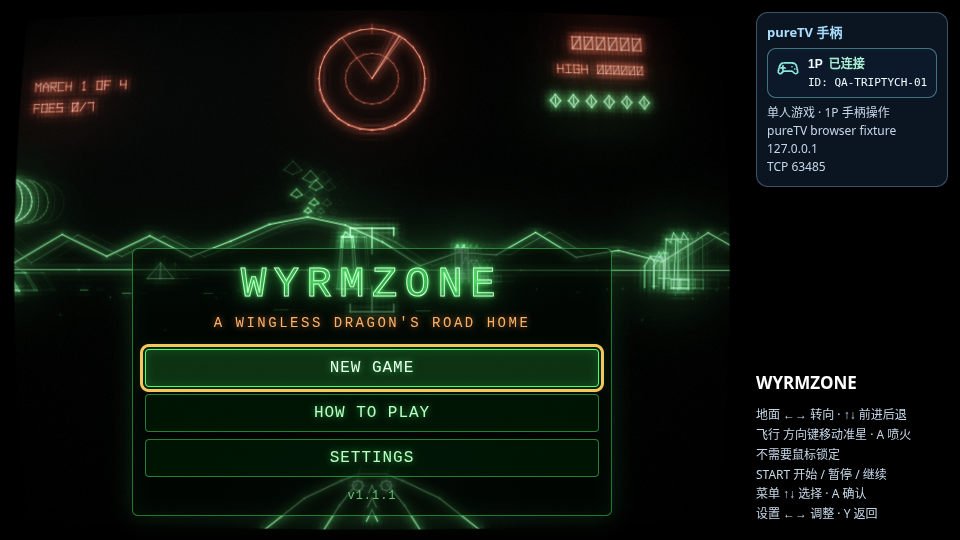 MARCH 1 OF 4
FOES 0/7
000000
HIGH 000000
WYRMZONE
A WINGLESS DRAGON'S ROAD HOME
NEW GAME
HOW TO PLAY
SETTINGS
v1.1.1
pureTV 手柄
1P 已连接
ID: QA-TRIPTYCH-01
单人游戏 · 1P 手柄操作
pureTV browser fixture
127.0.0.1
TCP 63485
WYRMZONE
地面 ←→ 转向 · ↑↓ 前进后退
飞行 方向键移动准星 · A 喷火
不需要鼠标锁定
START 开始 / 暂停 / 继续
菜单 ↑↓ 选择 · A 确认
设置 ←→ 调整 · Y 返回